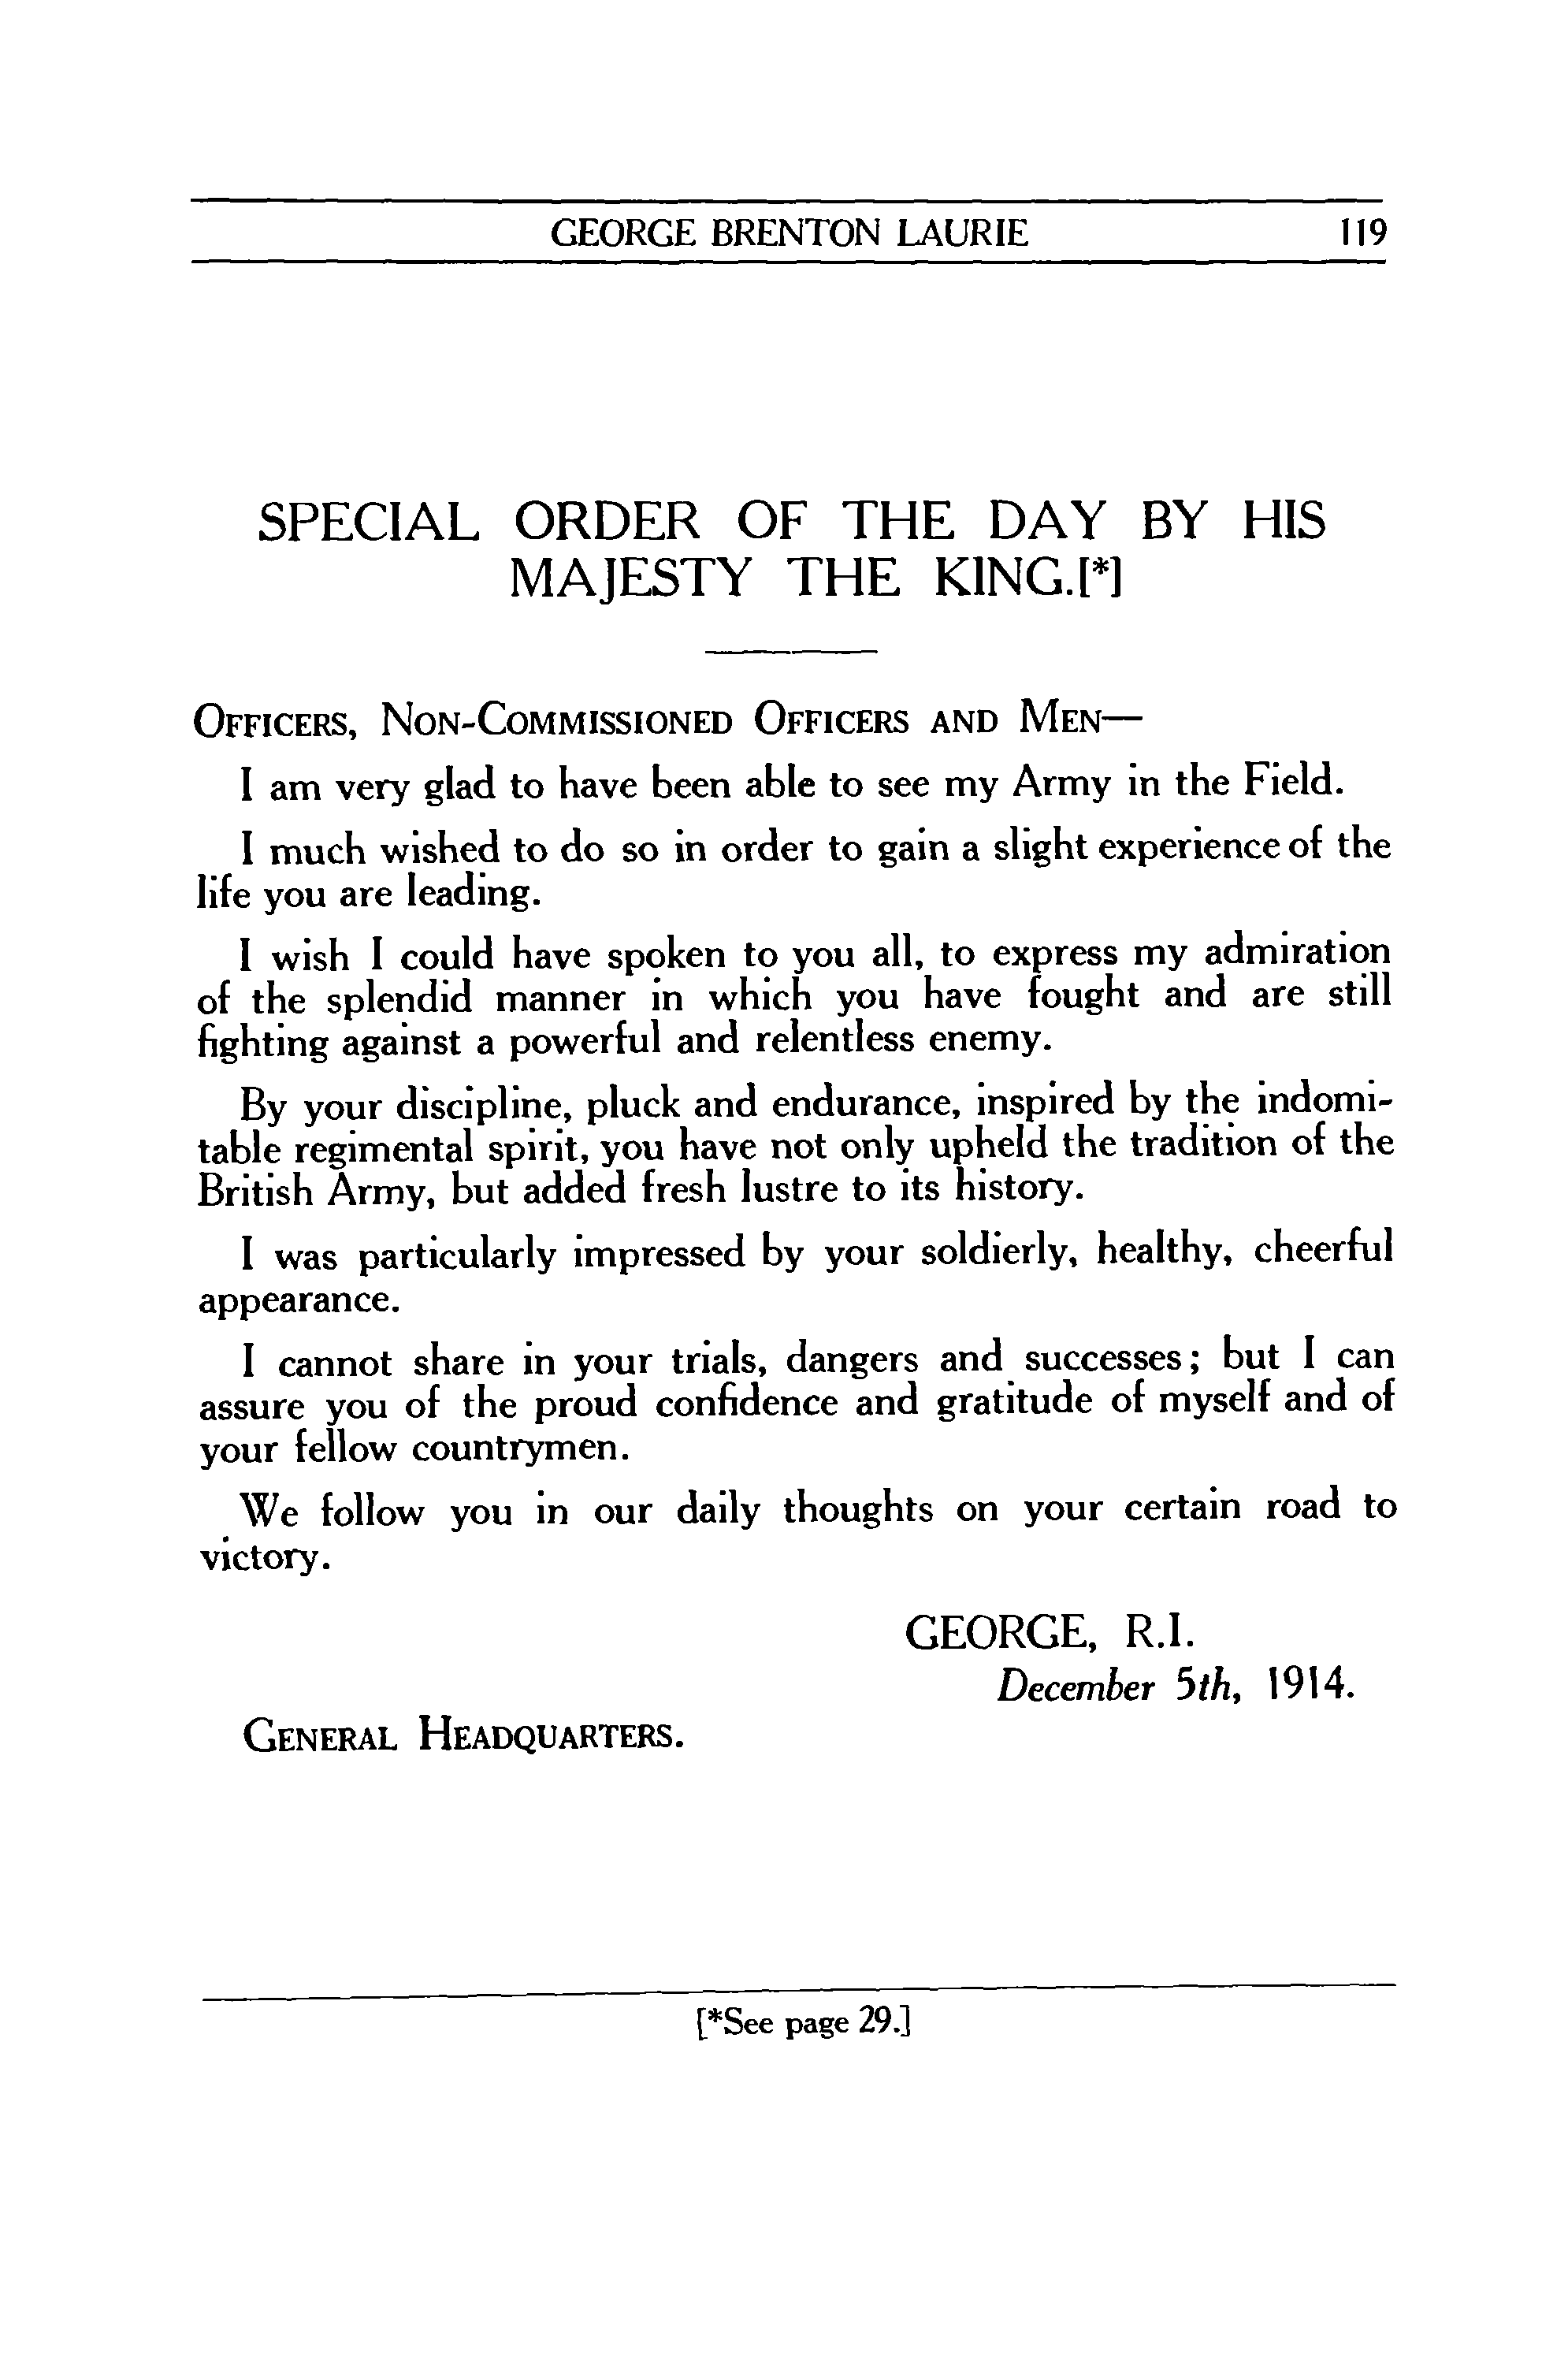 GEORGE BRENTON LAURIE 119
SPECIAL ORDER OF THE DAY BY HIS
MAJESTY THE KING.[*]
Officers, Non-Commissioned Officers and Men—
I am very glad to have been able to see my Army in the Field.
I much wished to do so in order to gain a slight experience of the
life you are leading.
I wish I could have spoken to you all, to express my admiration
of the splendid manner in which you have fought and are still
fighting against a powerful and relentless enemy.
By your discipline, pluck and endurance, inspired by the indomi-
table regimental spirit, you have not only upheld the tradition of the
British Army, but added fresh lustre to its history.
I was particularly impressed by your soldierly, healthy, cheerful
appearance.
I cannot share in your trials, dangers and successes; but I can
assure you of the proud confidence and gratitude of myself and of
your fellow countrymen.
We follow you in our daily thoughts on your certain road to
victory.
GEORGE, R.I.
December 5th, 1914.
General Headquarters.
[*See page 29.]